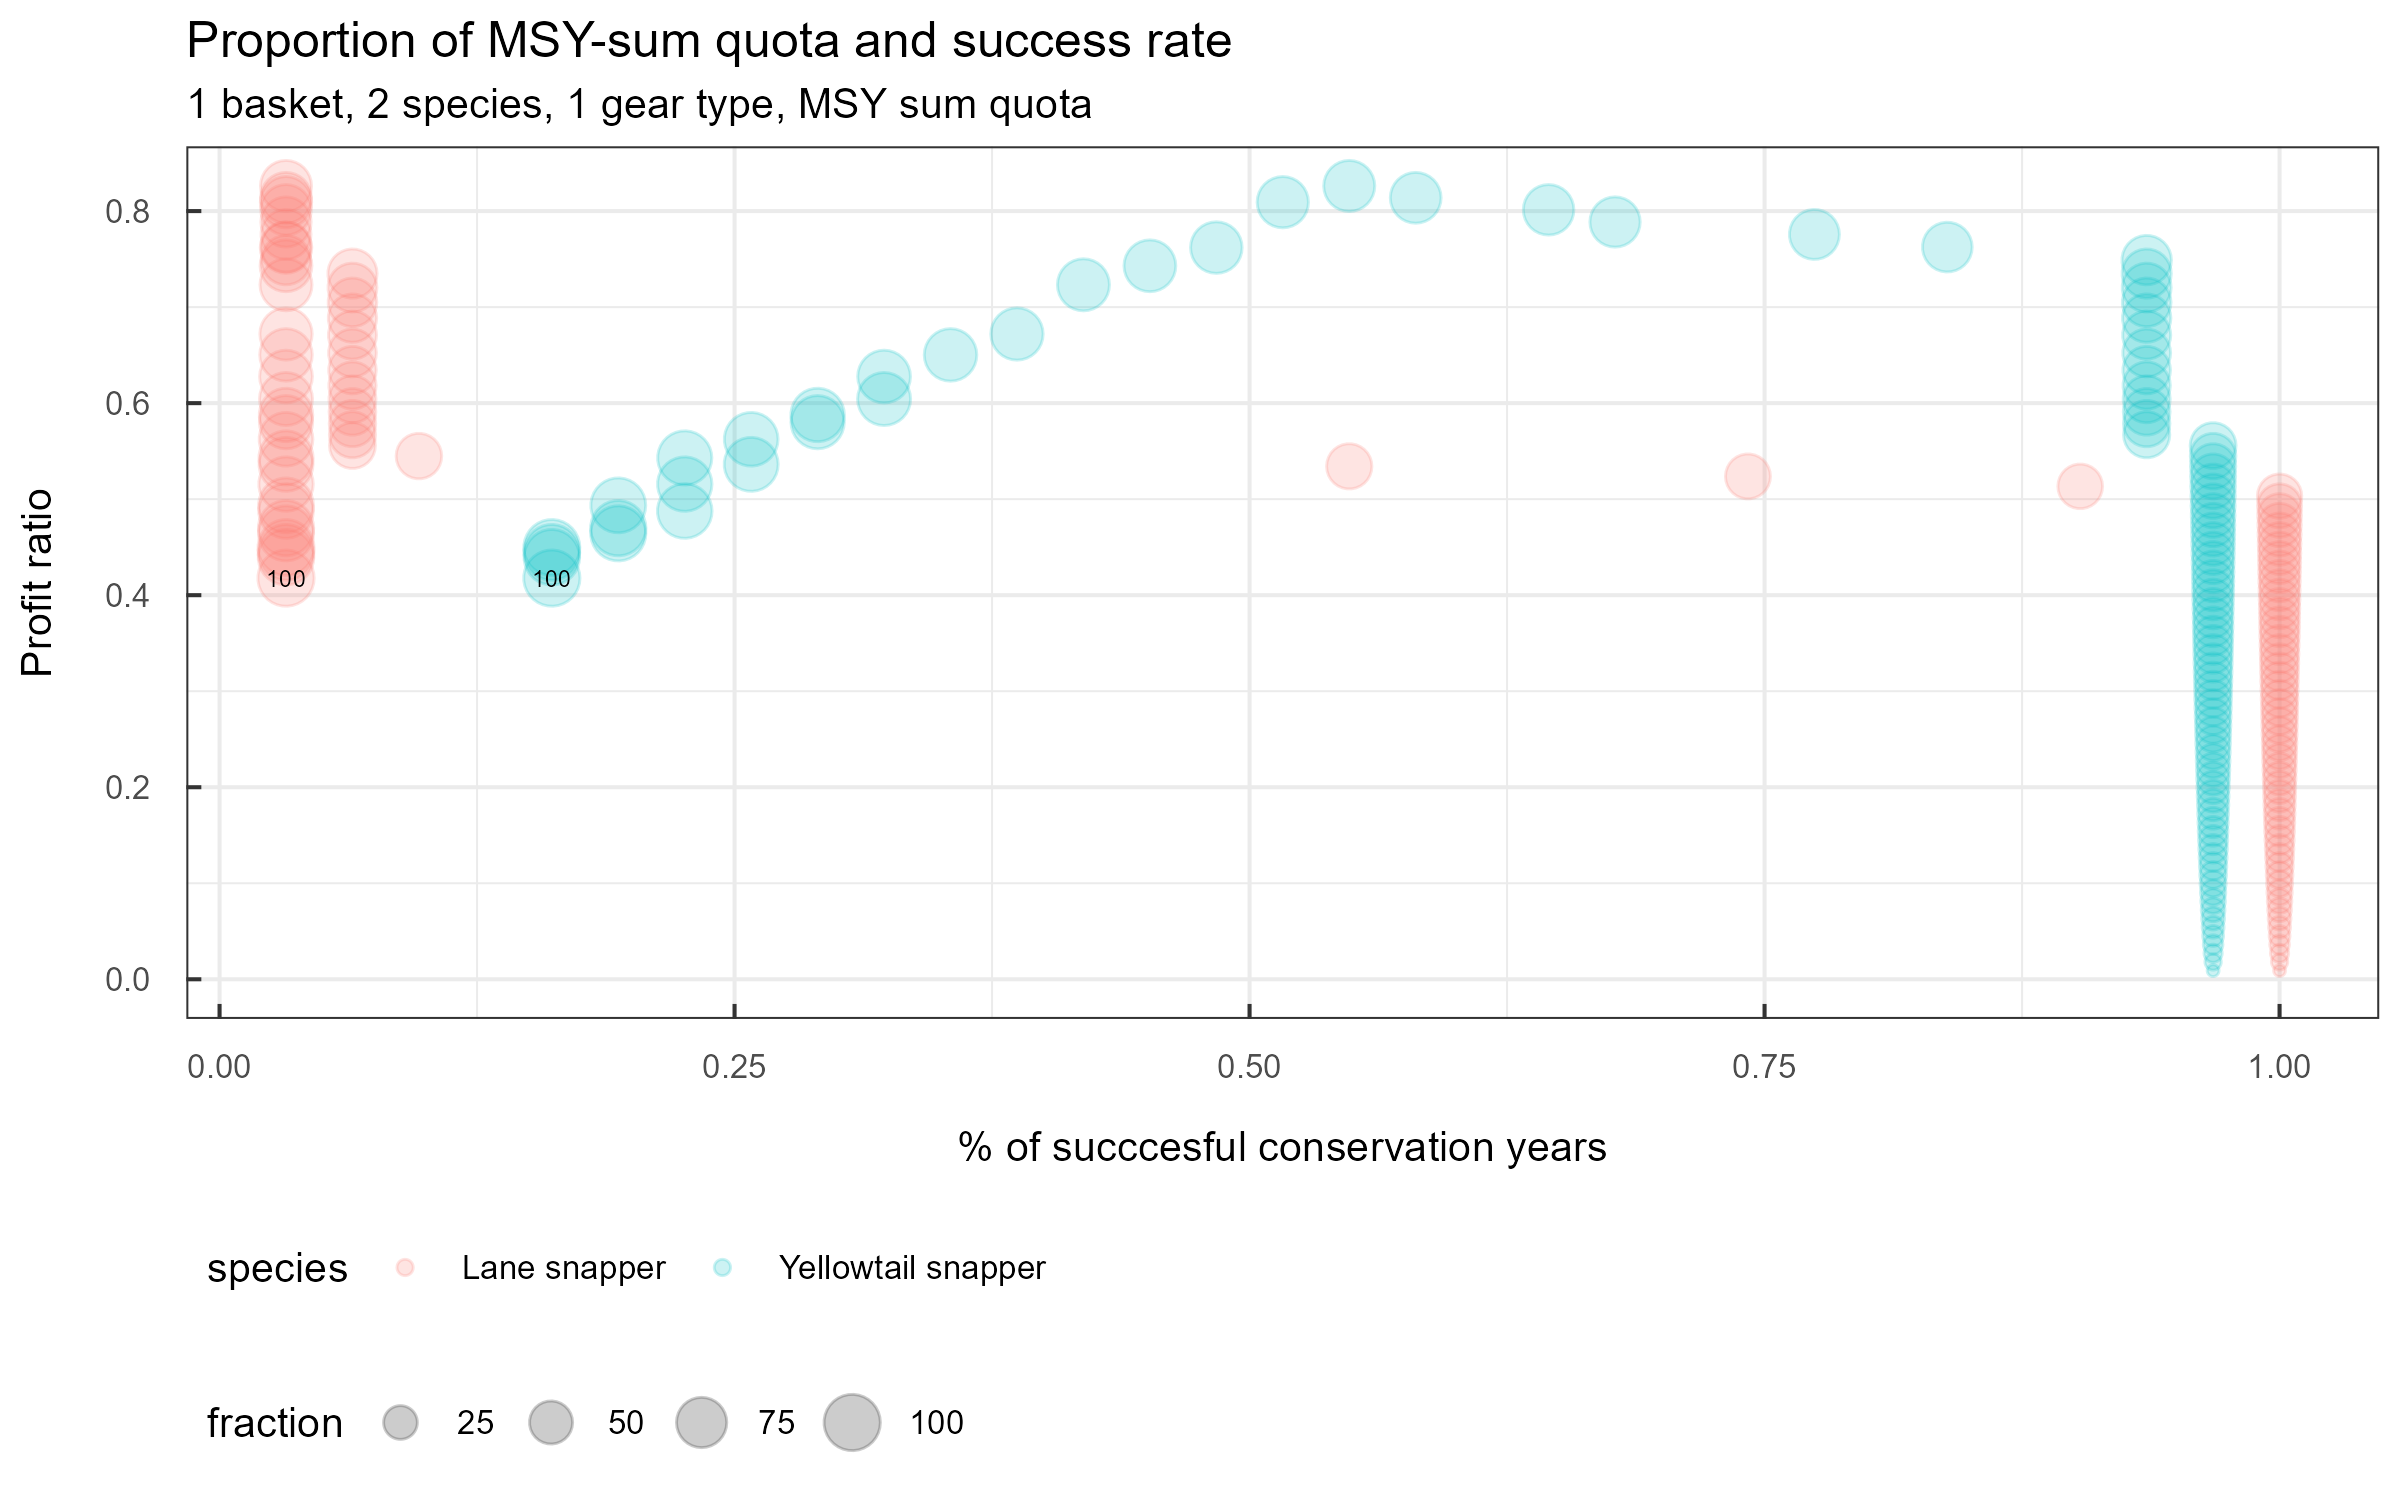 Proportion of MSY-sum quota and success rate
1 basket, 2 species, 1 gear type, MSY sum quota
Profit ratio
0.8
0.6
0.4
0.2
0.0
100
100
0.00
0.25
0.50
0.75
1.00
% of succcesful conservation years
species
Lane snapper
Yellowtail snapper
fraction
25
50
75
100